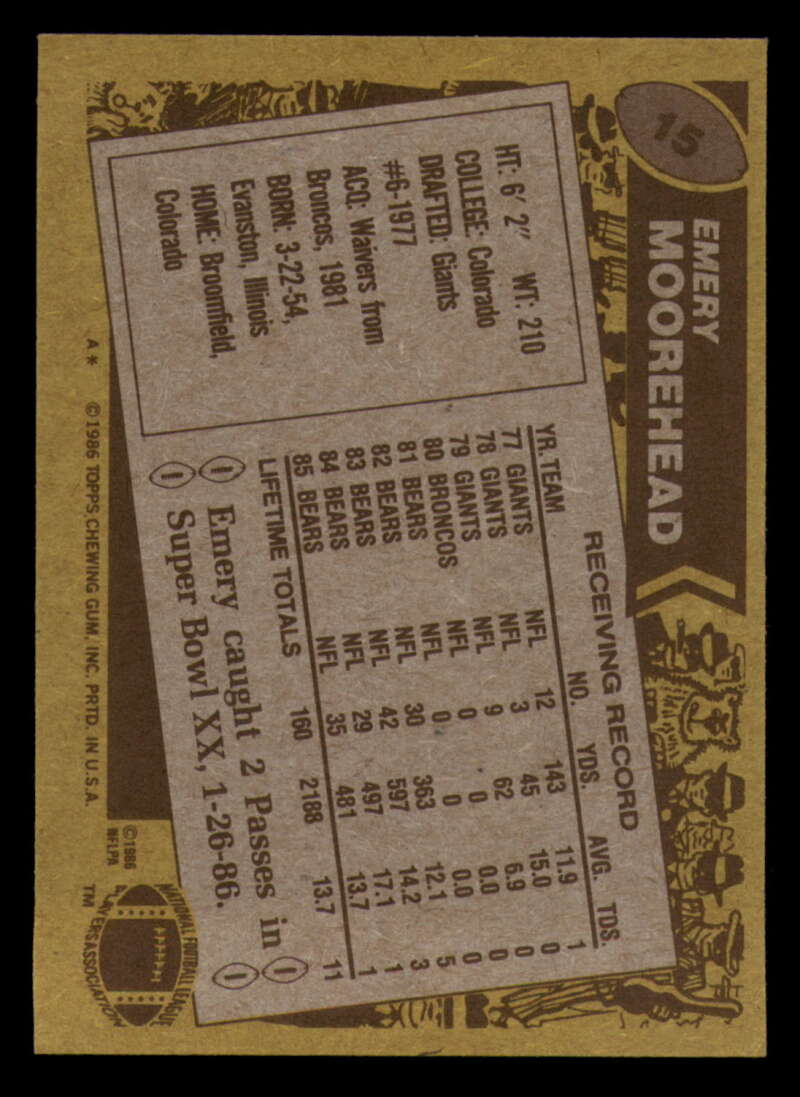 15
EMERY
MOOREHEAD
HT: 6' 2" WT: 210
COLLEGE: Colorado
DRAFTED: Giants
#6-1977
ACQ: Waivers from
Broncos, 1981
BORN: 3-22-54,
Evanston, Illinois
HOME: Broomfield,
Colorado
RECEIVING RECORD
YR. TEAM NO. YDS. AVG. TDS.
77 GIANTS NFL 12 143 11.9 1
78 GIANTS NFL 3 45 15.0 0
79 GIANTS NFL 9 62 6.9 0
80 BRONCOS NFL 0 0 0.0 0
81 BEARS NFL 0 0 0.0 0
82 BEARS NFL 30 363 12.1 5
83 BEARS NFL 42 597 14.2 3
84 BEARS NFL 29 497 17.1 1
85 BEARS NFL 35 481 13.7 1
LIFETIME TOTALS 160 2188 13.7 11
Emery caught 2 Passes in
Super Bowl XX, 1-26-86.
A* ©1986 TOPPS CHEWING GUM, INC. PRTD. IN U.S.A.
©1986
NFLPA
NATIONAL FOOTBALL LEAGUE
PLAYERS ASSOCIATION
TM